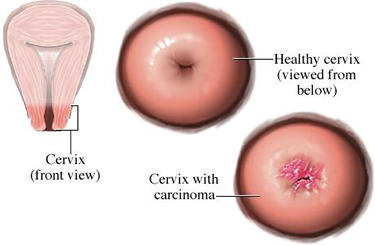 Healthy cervix
(viewed from
below)
Cervix
(front view)
Cervix with
carcinoma